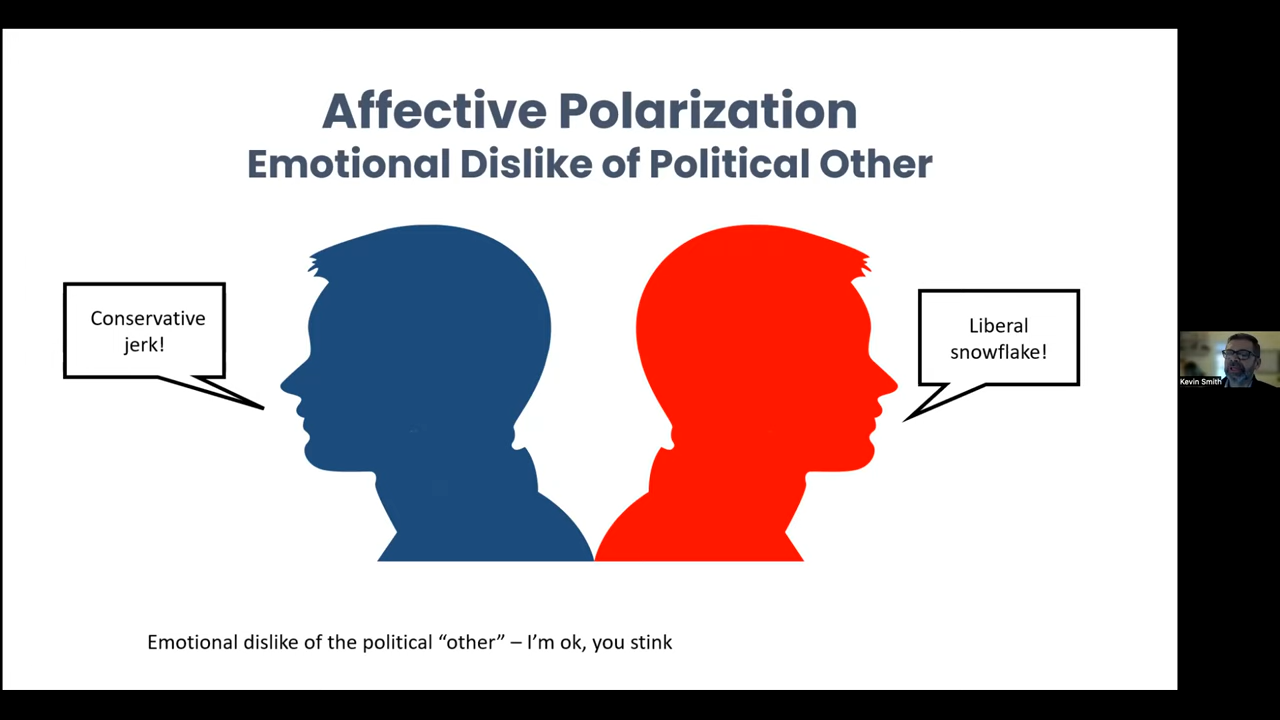 Affective Polarization
Emotional Dislike of Political Other
Conservative
jerk!
Liberal
snowflake!
Kevin Smith
Emotional dislike of the political “other” – I’m ok, you stink